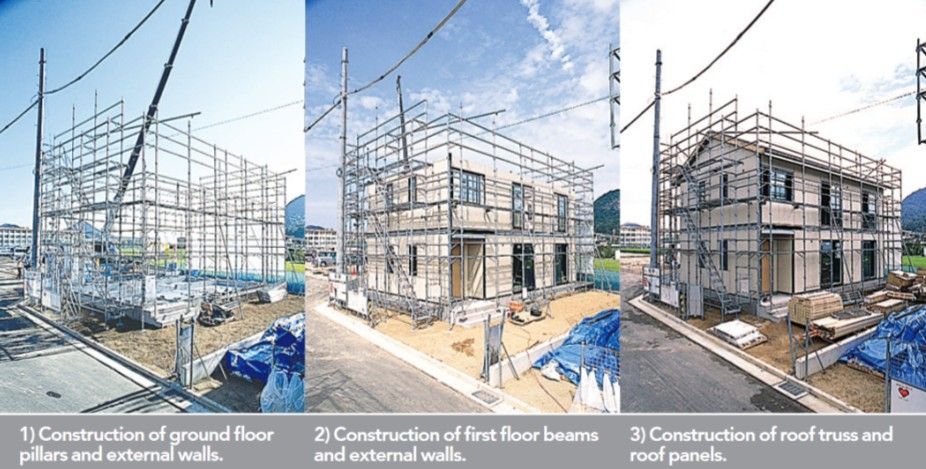 1) Construction of ground floor
pillars and external walls.
2) Construction of first floor beams
and external walls.
3) Construction of roof truss and
roof panels.